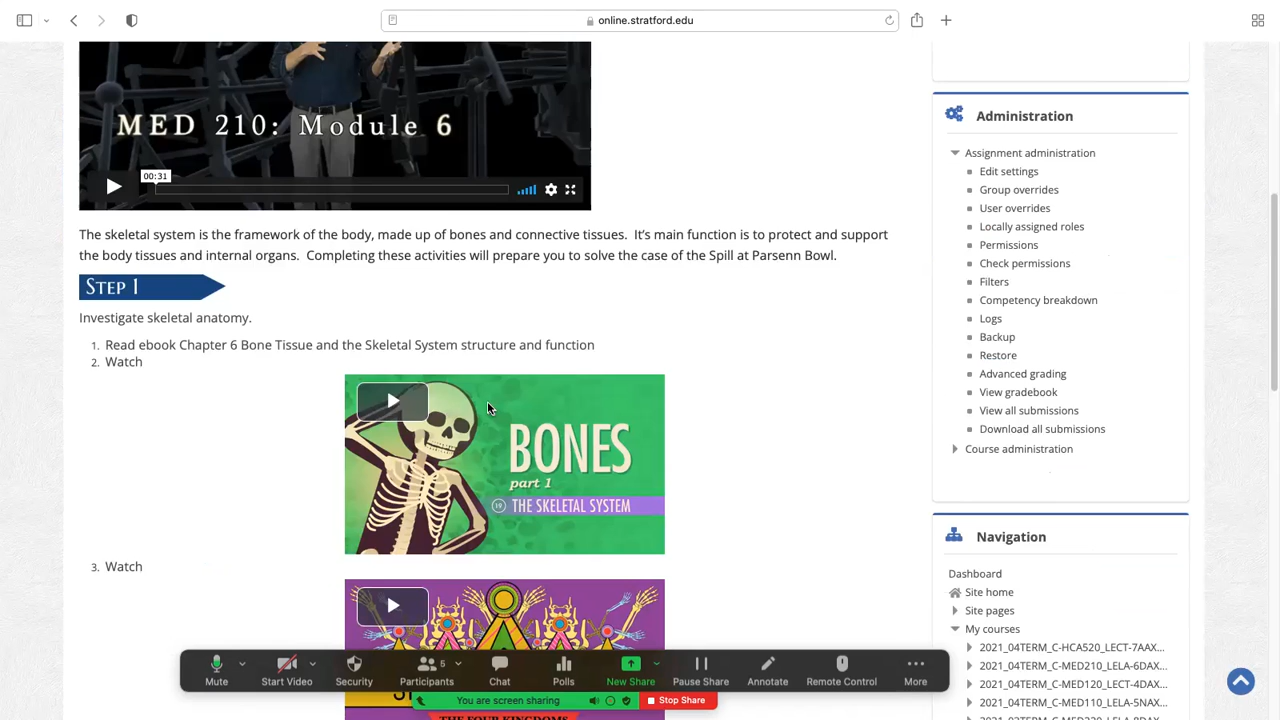 online.stratford.edu
MED 210: Module 6
00:31
The skeletal system is the framework of the body, made up of bones and connective tissues. It's main function is to protect and support
the body tissues and internal organs. Completing these activities will prepare you to solve the case of the Spill at Parsenn Bowl.
STEP 1
Investigate skeletal anatomy.
1. Read ebook Chapter 6 Bone Tissue and the Skeletal System structure and function
2. Watch
BONES
part 1
19 THE SKELETAL SYSTEM
3. Watch
THE FOUR KINGDOMS
Administration
Assignment administration
Edit settings
Group overrides
User overrides
Locally assigned roles
Permissions
Check permissions
Filters
Competency breakdown
Logs
Backup
Restore
Advanced grading
View gradebook
View all submissions
Download all submissions
Course administration
Navigation
Dashboard
Site home
Site pages
My courses
2021_04TERM_C-HCA520_LECT-7AAX...
2021_04TERM_C-MED210_LELA-6DAX...
2021_04TERM_C-MED120_LELA-4DAX...
2021_04TERM_C-MED110_LELA-5NAX...
Mute
Start Video
Security
5
Participants
Chat
Polls
New Share
Pause Share
Annotate
Remote Control
More
You are screen sharing
Stop Share